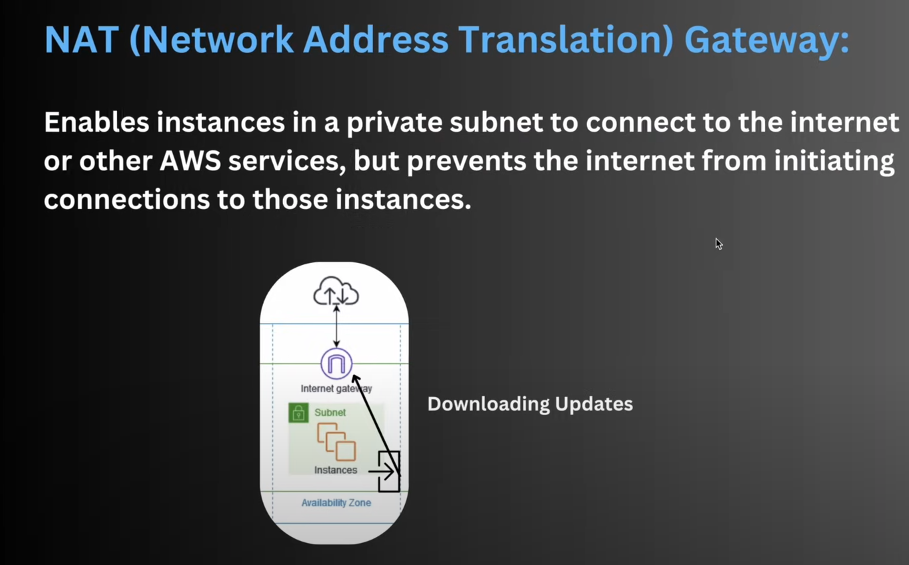 NAT (Network Address Translation) Gateway:
Enables instances in a private subnet to connect to the internet
or other AWS services, but prevents the internet from initiating
connections to those instances.
Internet gateway
Subnet
Instances
Availability Zone
Downloading Updates